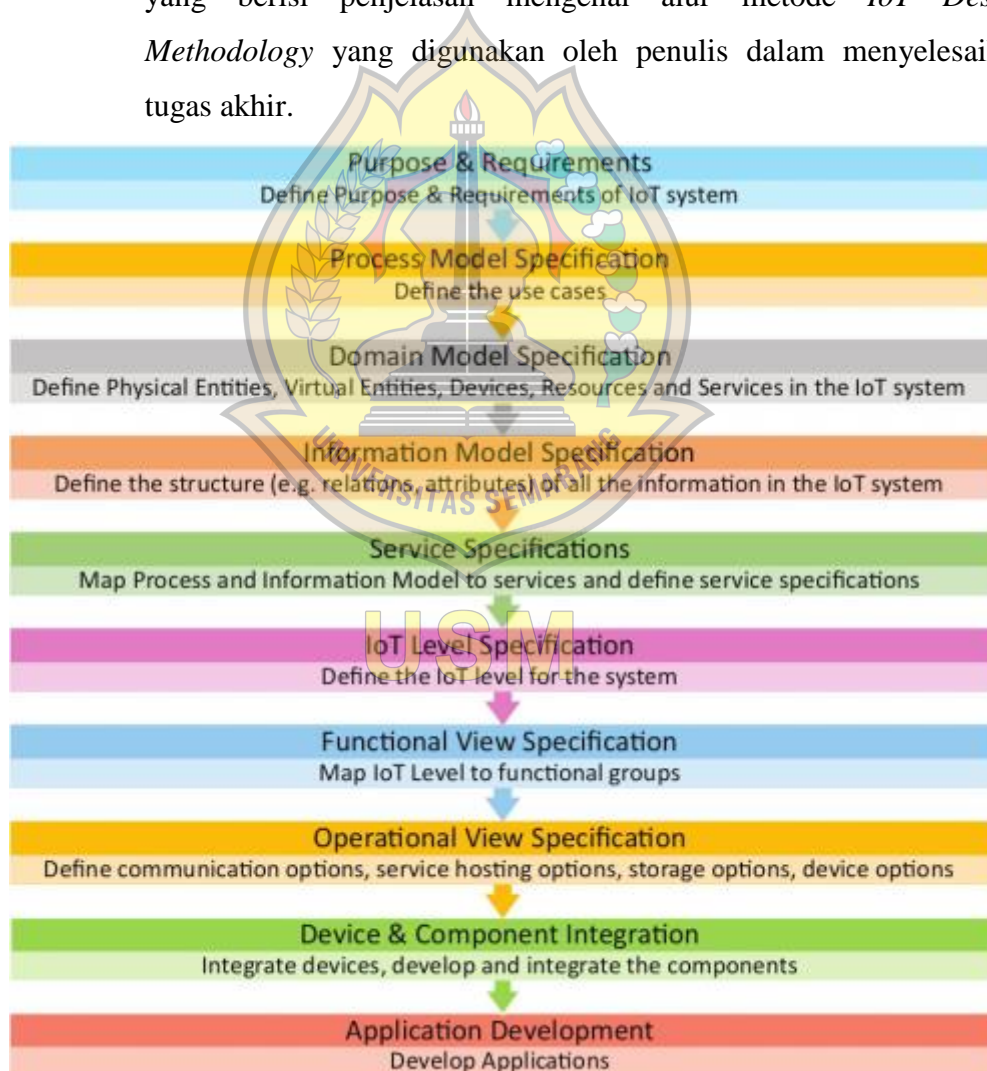 yang berisi penjelasan mengenai alur metode IoT Des
Methodology yang digunakan oleh penulis dalam menyelesai
tugas akhir.
Purpose & Requirements
Define Purpose & Requirements of IoT system
Process Model Specification
Define the use cases
Domain Model Specification
Define Physical Entities, Virtual Entities, Devices, Resources and Services in the IoT system
Information Model Specification
Define the structure (e.g. relations, attributes) of all the information in the IoT system
UNIVERSITAS SEMARANG
Service Specifications
Map Process and Information Model to services and define service specifications
USM
IoT Level Specification
Define the IoT level for the system
Functional View Specification
Map IoT Level to functional groups
Operational View Specification
Define communication options, service hosting options, storage options, device options
Device & Component Integration
Integrate devices, develop and integrate the components
Application Development
Develop Applications